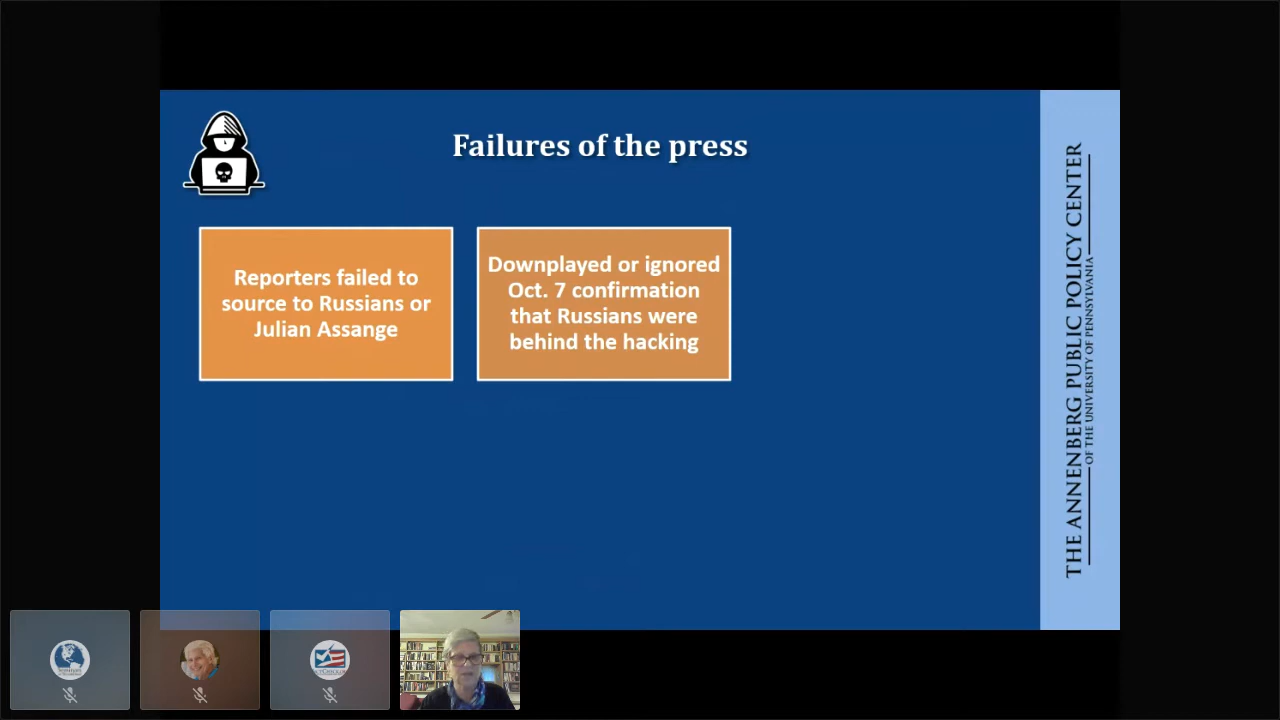 Failures of the press
Reporters failed to
source to Russians or
Julian Assange
Downplayed or ignored
Oct. 7 confirmation
that Russians were
behind the hacking
THE ANNENBERG PUBLIC POLICY CENTER
OF THE UNIVERSITY OF PENNSYLVANIA